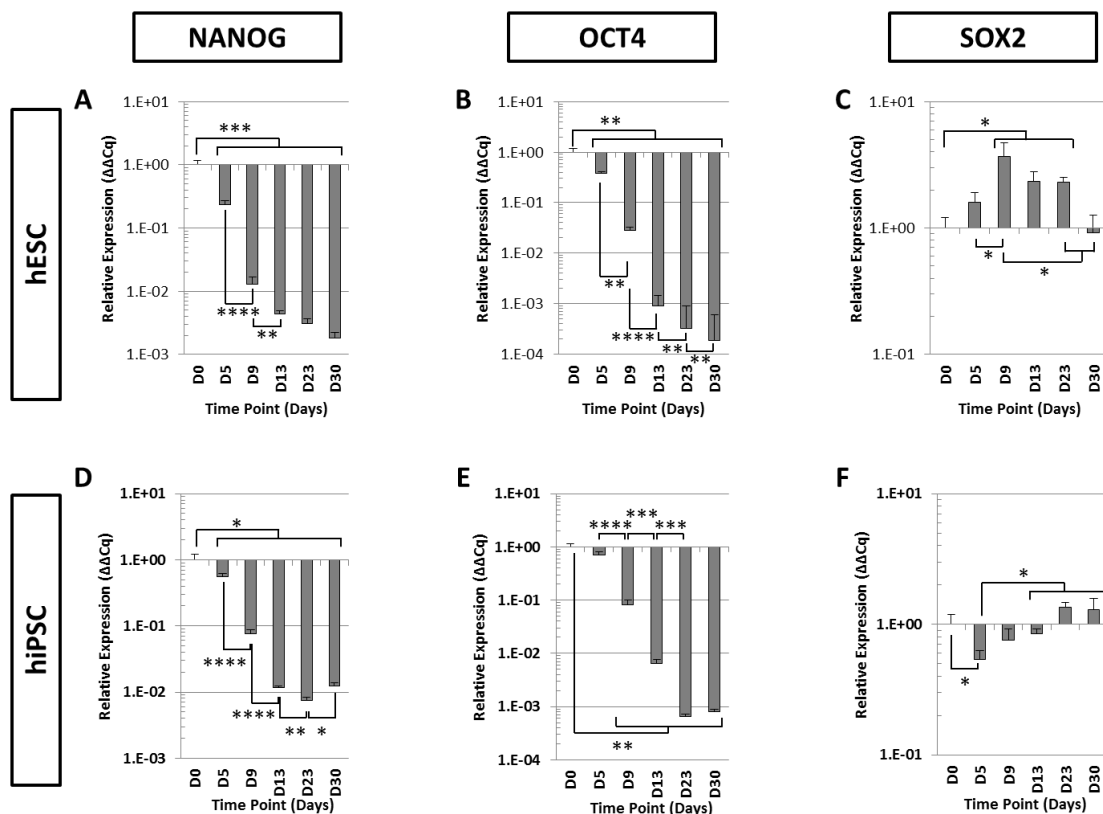 NANOG
OCT4
SOX2
hESC
A
Relative Expression (ΔΔCq)
1.E+01
1.E+00
1.E-01
1.E-02
1.E-03
***
****
**
D0 D5 D9 D13 D23 D30
Time Point (Days)
B
Relative Expression (ΔΔCq)
1.E+01
1.E+00
1.E-01
1.E-02
1.E-03
1.E-04
**
**
****
**
**
D0 D5 D9 D13 D23 D30
Time Point (Days)
C
Relative Expression (ΔΔCq)
1.E+01
1.E+00
1.E-01
*
*
*
D0 D5 D9 D13 D23 D30
Time Point (Days)
hiPSC
D
Relative Expression (ΔΔCq)
1.E+01
1.E+00
1.E-01
1.E-02
1.E-03
*
****
****
**
*
D0 D5 D9 D13 D23 D30
Time Point (Days)
E
Relative Expression (ΔΔCq)
1.E+01
1.E+00
1.E-01
1.E-02
1.E-03
1.E-04
****
***
***
**
D0 D5 D9 D13 D23 D30
Time Point (Days)
F
Relative Expression (ΔΔCq)
1.E+01
1.E+00
1.E-01
*
*
D0 D5 D9 D13 D23 D30
Time Point (Days)